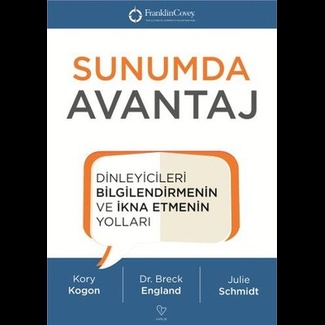 FranklinCovey
SUNUMDA
AVANTAJ
DİNLEYİCİLERİ
BİLGİLENDİRMENİN
VE İKNA ETMENİN
YOLLARI
Kory
Kogon
Dr. Breck
England
Julie
Schmidt